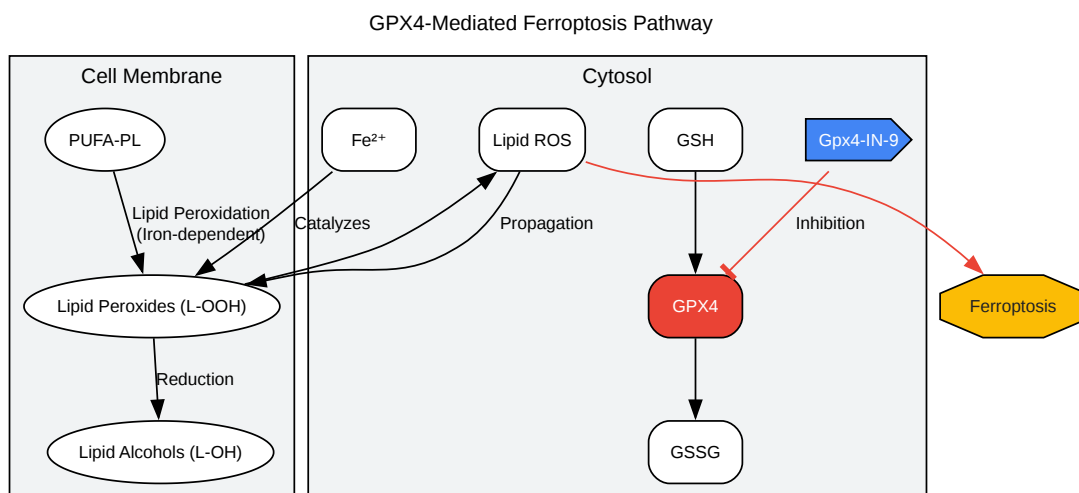 GPX4-Mediated Ferroptosis Pathway
Cell Membrane
Cytosol
PUFA-PL
Fe²⁺
Lipid ROS
GSH
Gpx4-IN-9
Lipid Peroxidation
(Iron-dependent)
Catalyzes
Propagation
Inhibition
Lipid Peroxides (L-OOH)
GPX4
Ferroptosis
Reduction
Lipid Alcohols (L-OH)
GSSG